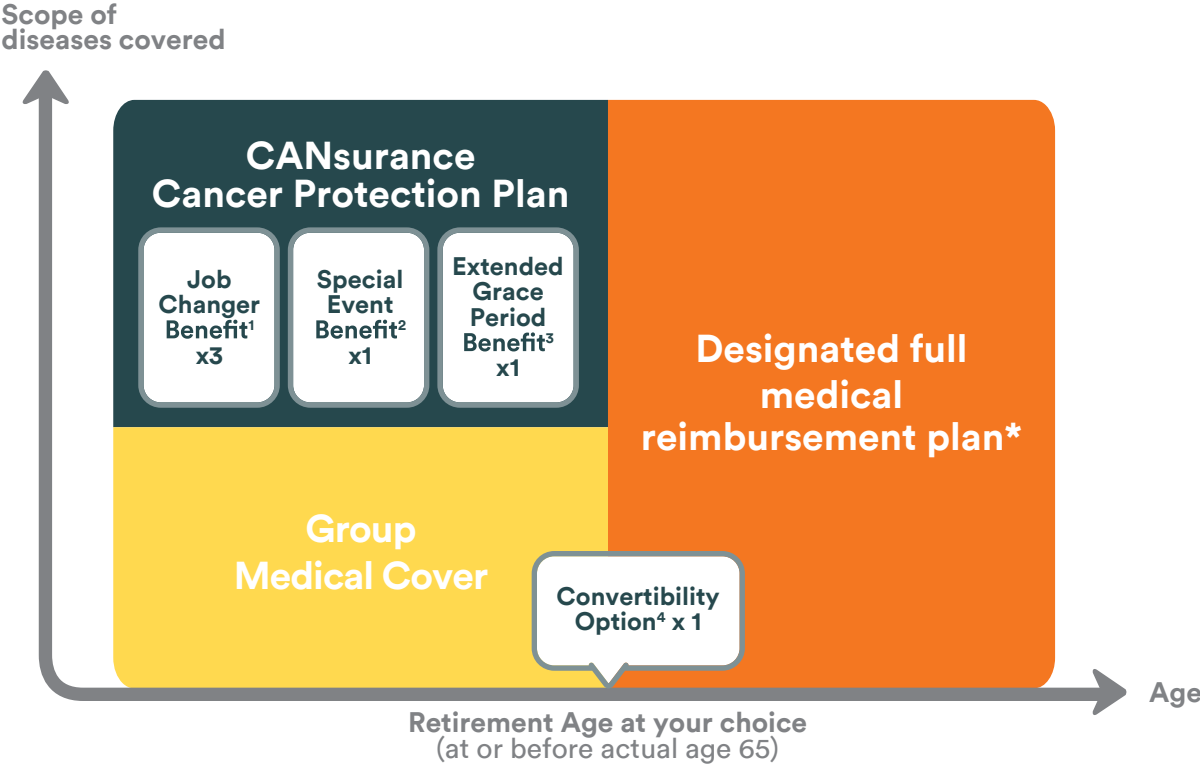 Scope of
diseases covered
CANsurance
Cancer Protection Plan
Job
Changer
Benefit¹
x3
Special
Event
Benefit²
x1
Extended
Grace
Period
Benefit³
x1
Designated full
medical
reimbursement plan*
Group
Medical Cover
Convertibility
Option⁴ x 1
Age
Retirement Age at your choice
(at or before actual age 65)